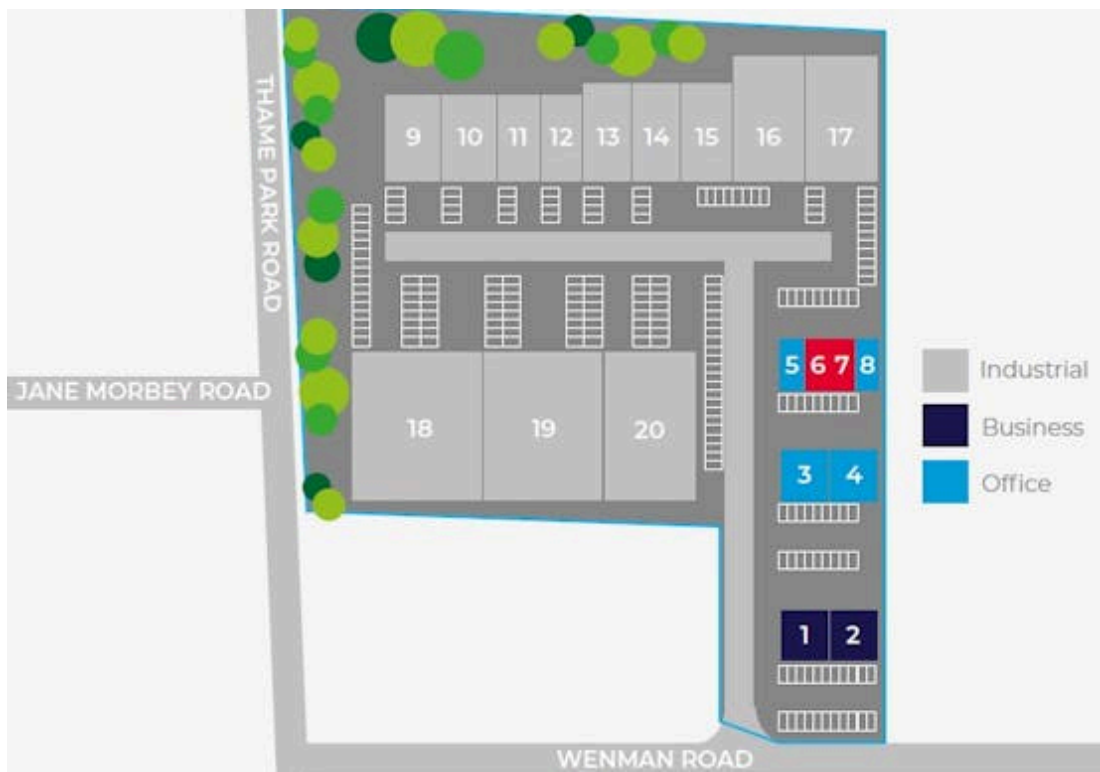 THAME PARK ROAD
9 10 11 12 13 14 15 16 17
5 6 7 8
Industrial
JANE MORBEY ROAD
18 19 20
Business
3 4
Office
1 2
WENMAN ROAD